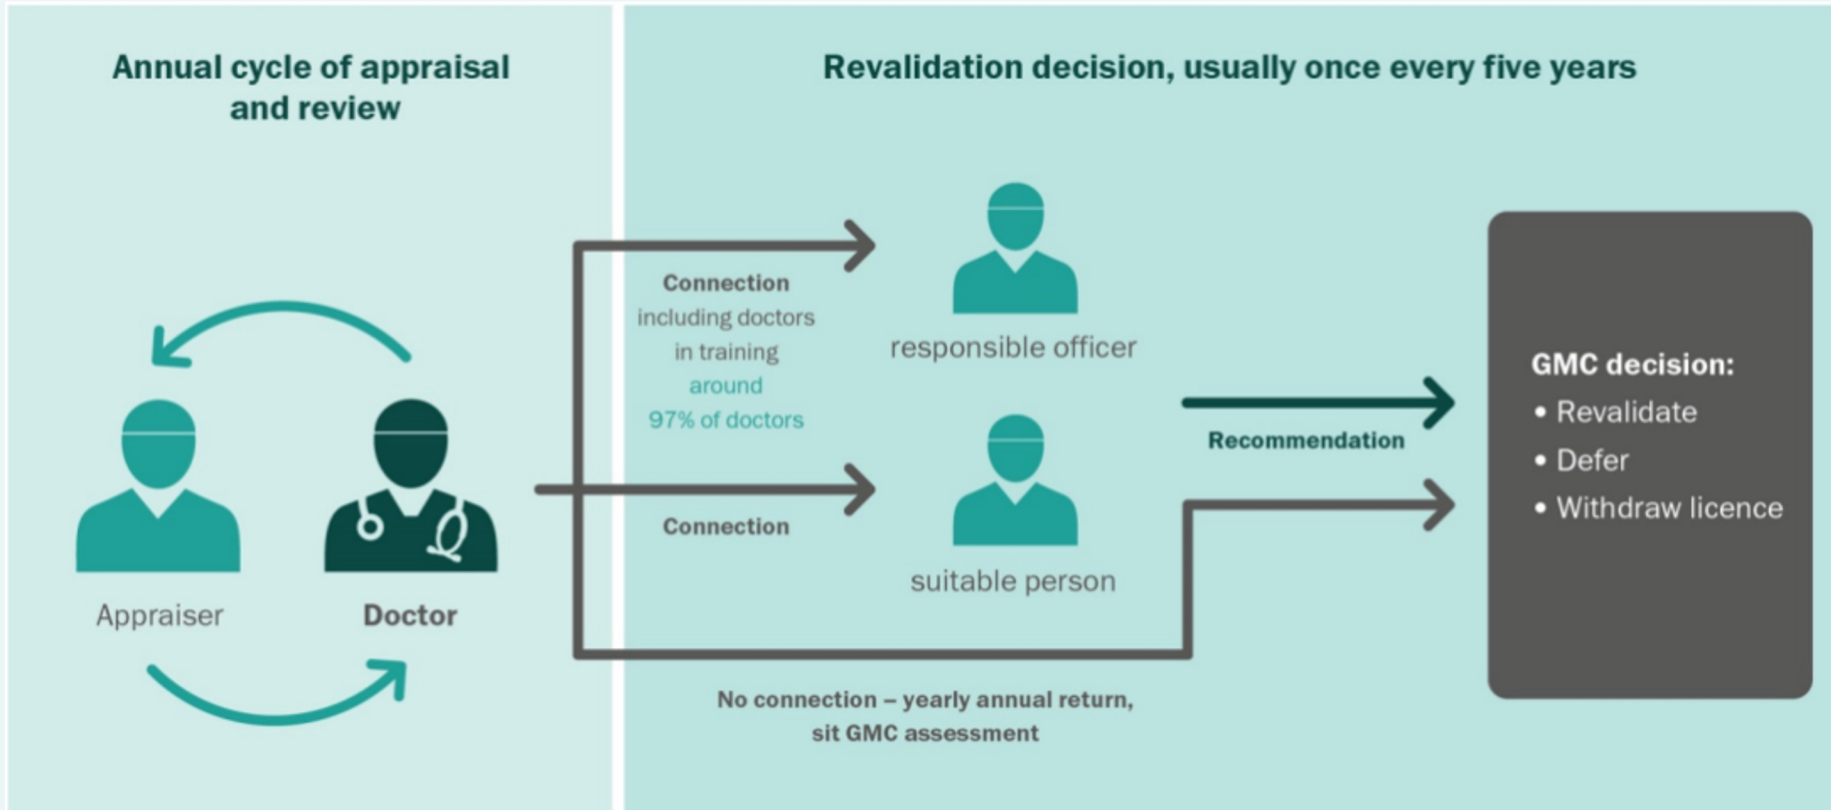 Annual cycle of appraisal
and review
Appraiser
Doctor
Revalidation decision, usually once every five years
Connection
including doctors
in training
around
97% of doctors
responsible officer
Connection
suitable person
No connection – yearly annual return,
sit GMC assessment
Recommendation
GMC decision:
• Revalidate
• Defer
• Withdraw licence